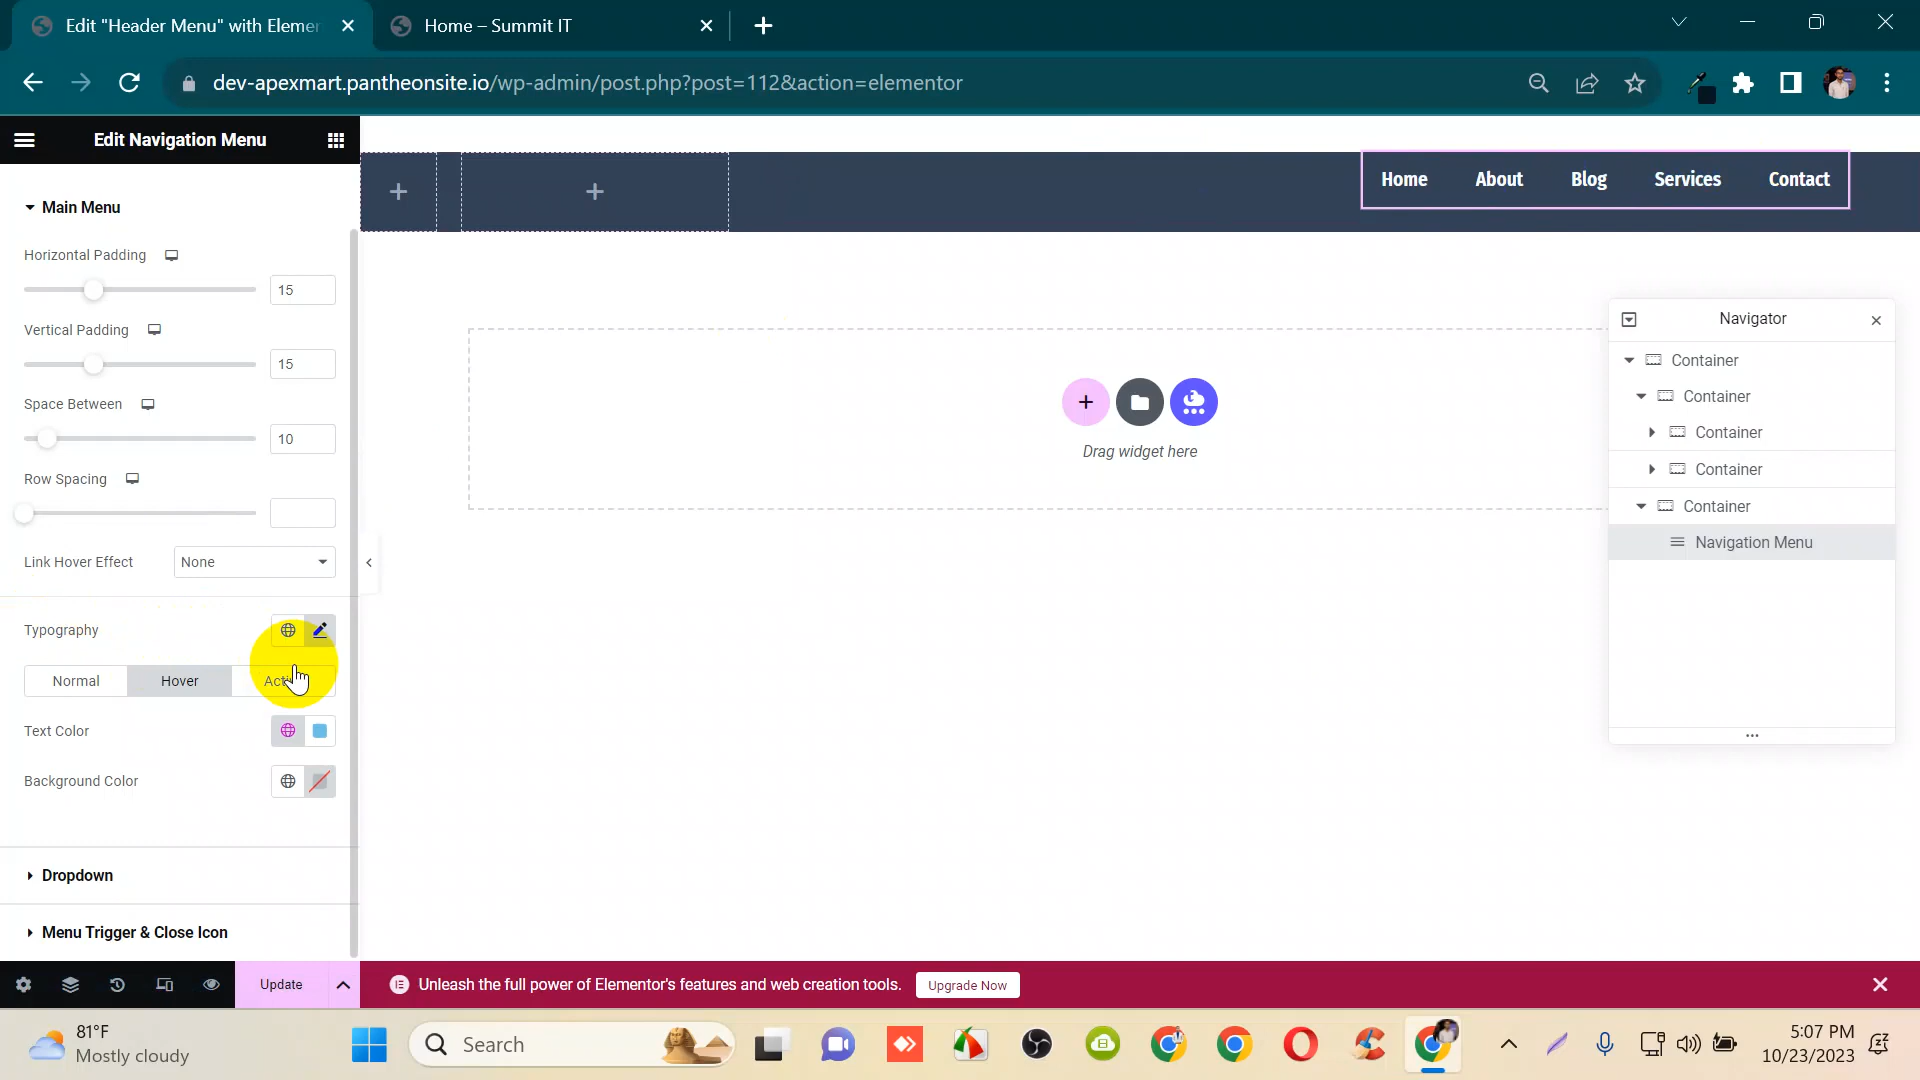 Edit "Header Menu" with Elemen
Home – Summit IT
dev-apexmart.pantheonsite.io/wp-admin/post.php?post=112&action=elementor
Edit Navigation Menu
Main Menu
Horizontal Padding
15
Vertical Padding
15
Space Between
10
Row Spacing
Link Hover Effect
None
Typography
Normal
Hover
Text Color
Background Color
Dropdown
Menu Trigger & Close Icon
Update
Home
About
Blog
Services
Contact
Drag widget here
Navigator
Container
Container
Container
Container
Container
Navigation Menu
Unleash the full power of Elementor's features and web creation tools.
Upgrade Now
81°F
Mostly cloudy
Search
5:07 PM
10/23/2023